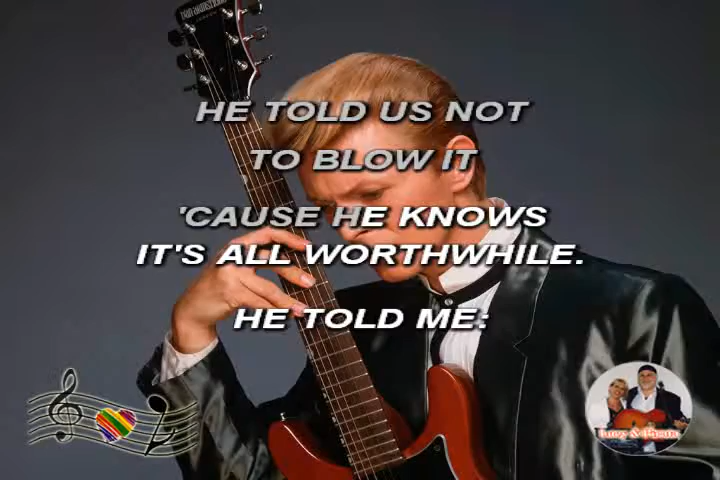 HE TOLD US NOT
TO BLOW IT
'CAUSE HE KNOWS
IT'S ALL WORTHWHILE.
HE TOLD ME: